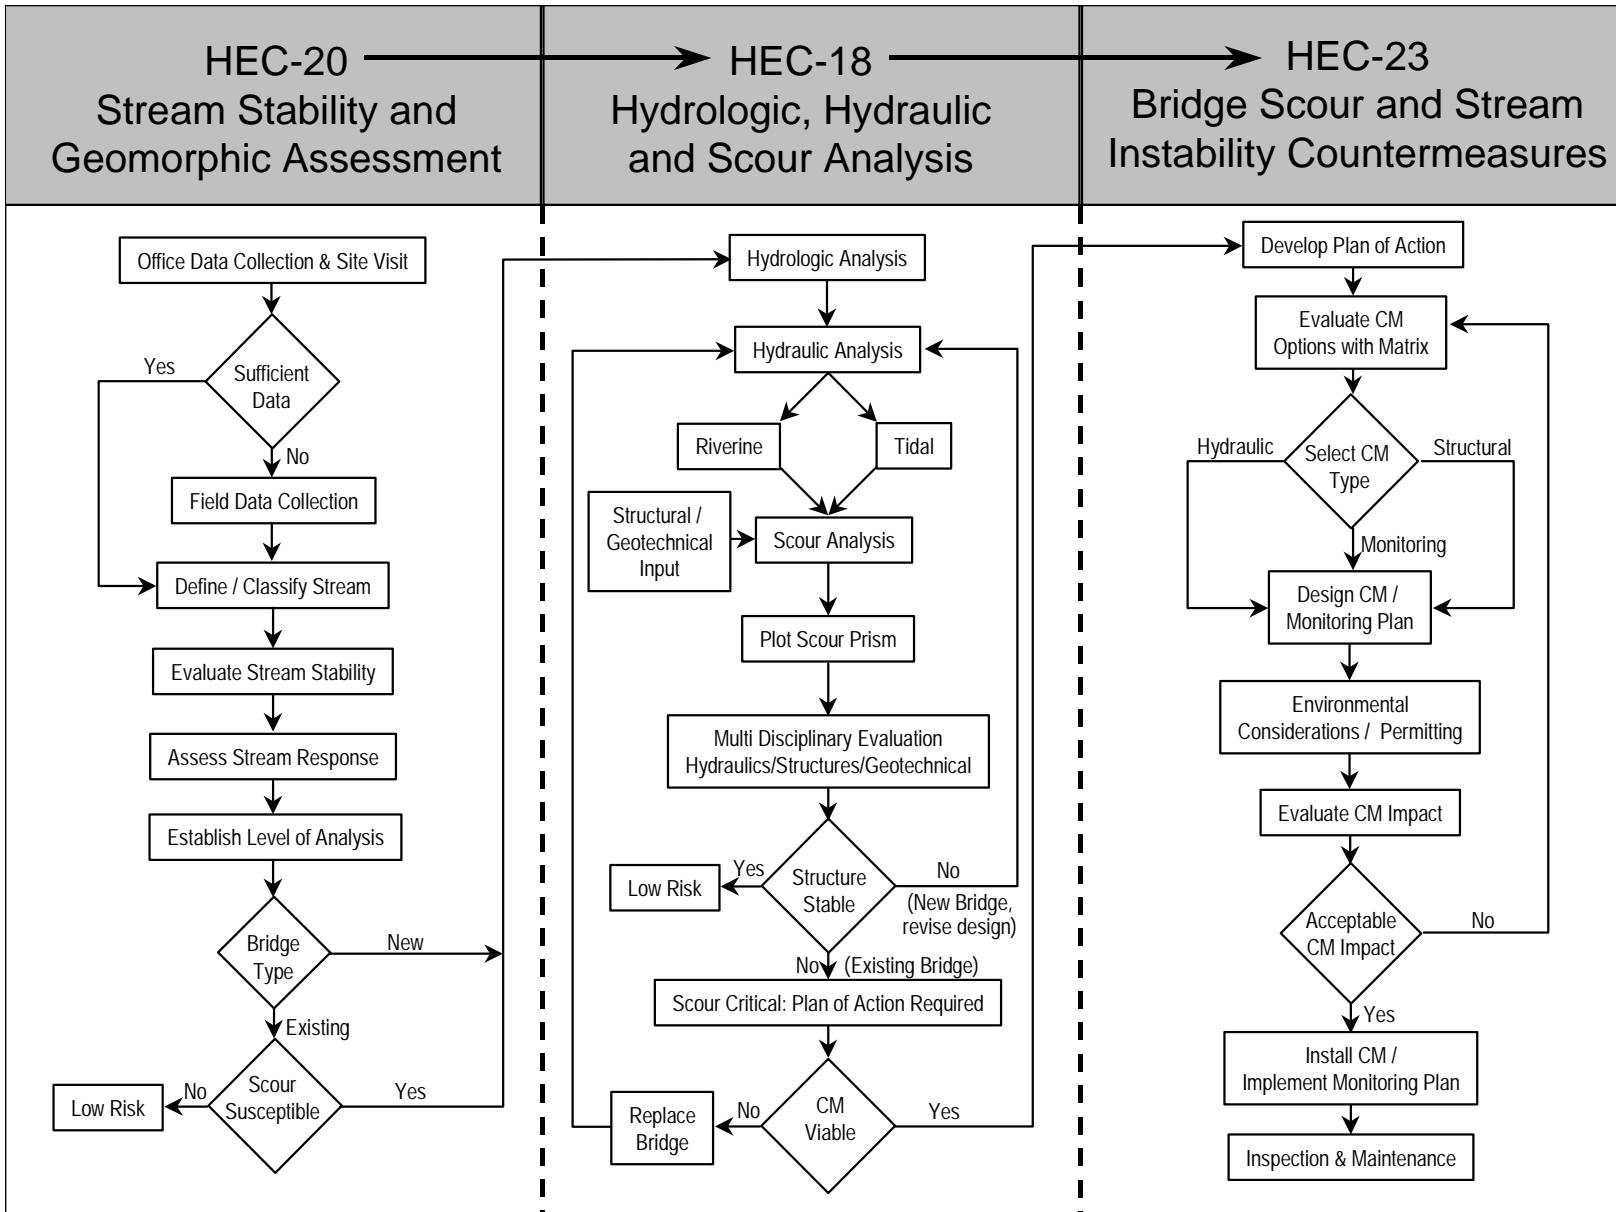 HEC-20
Stream Stability and
Geomorphic Assessment
HEC-18
Hydrologic, Hydraulic
and Scour Analysis
HEC-23
Bridge Scour and Stream
Instability Countermeasures
Office Data Collection & Site Visit
Yes
Sufficient
Data
No
Field Data Collection
Define / Classify Stream
Evaluate Stream Stability
Assess Stream Response
Establish Level of Analysis
Bridge
Type
New
Existing
Scour
Susceptible
No
Low Risk
Yes
Hydrologic Analysis
Hydraulic Analysis
Riverine
Tidal
Structural /
Geotechnical
Input
Scour Analysis
Plot Scour Prism
Multi Disciplinary Evaluation
Hydraulics/Structures/Geotechnical
Structure
Stable
Yes
Low Risk
No
(New Bridge,
revise design)
No
(Existing Bridge)
Scour Critical: Plan of Action Required
CM
Viable
No
Replace
Bridge
Yes
Develop Plan of Action
Evaluate CM
Options with Matrix
Hydraulic
Select CM
Type
Structural
Monitoring
Design CM /
Monitoring Plan
Environmental
Considerations / Permitting
Evaluate CM Impact
Acceptable
CM Impact
No
Yes
Install CM /
Implement Monitoring Plan
Inspection & Maintenance